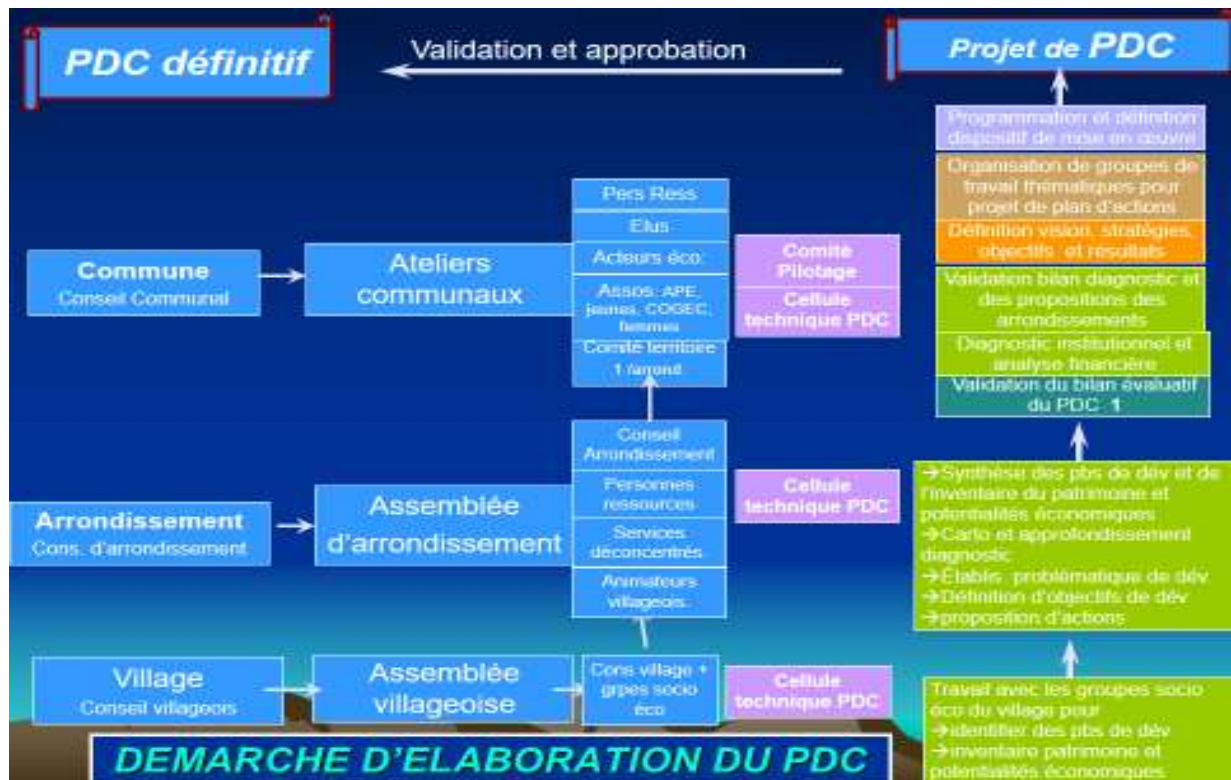 PDC définitif
Validation et approbation
Projet de PDC
Programmation et définition
dispositif de mise en œuvre
Organisation de groupes de
travail thématiques pour
projet de plan d'actions
Définition vision, stratégies,
objectifs et résultats
Validation bilan diagnostic et
des propositions des
arrondissements
Diagnostic institutionnel et
analyse financière
Validation du bilan évaluatif
du PDC 1
Commune
Conseil Communal
Ateliers
communaux
Pers Ress
Elus
Acteurs éco.
Assos: APE,
jeunes, COGEC,
femmes
Comité territoire
1 /arrond.
Comité
Pilotage
Cellule
technique PDC
Arrondissement
Cons. d'arrondissement
Assemblée
d'arrondissement
Conseil
Arrondissement
Personnes
ressources
Services
déconcentrés
Animateurs
villageois
Cellule
technique PDC
→Synthèse des pbs de dév et de
l'inventaire du patrimoine et
potentialités économiques
→Carto et approfondissement
diagnostic
→Etablis. problématique de dév
→Définition d'objectifs de dév
→proposition d'actions
Village
Conseil villageois
Assemblée
villageoise
Cons village +
grpes socio
éco
Cellule
technique PDC
Travail avec les groupes socio
éco du village pour
→identifier des pbs de dév
→inventaire patrimoine et
potentialités économiques
DEMARCHE D'ELABORATION DU PDC